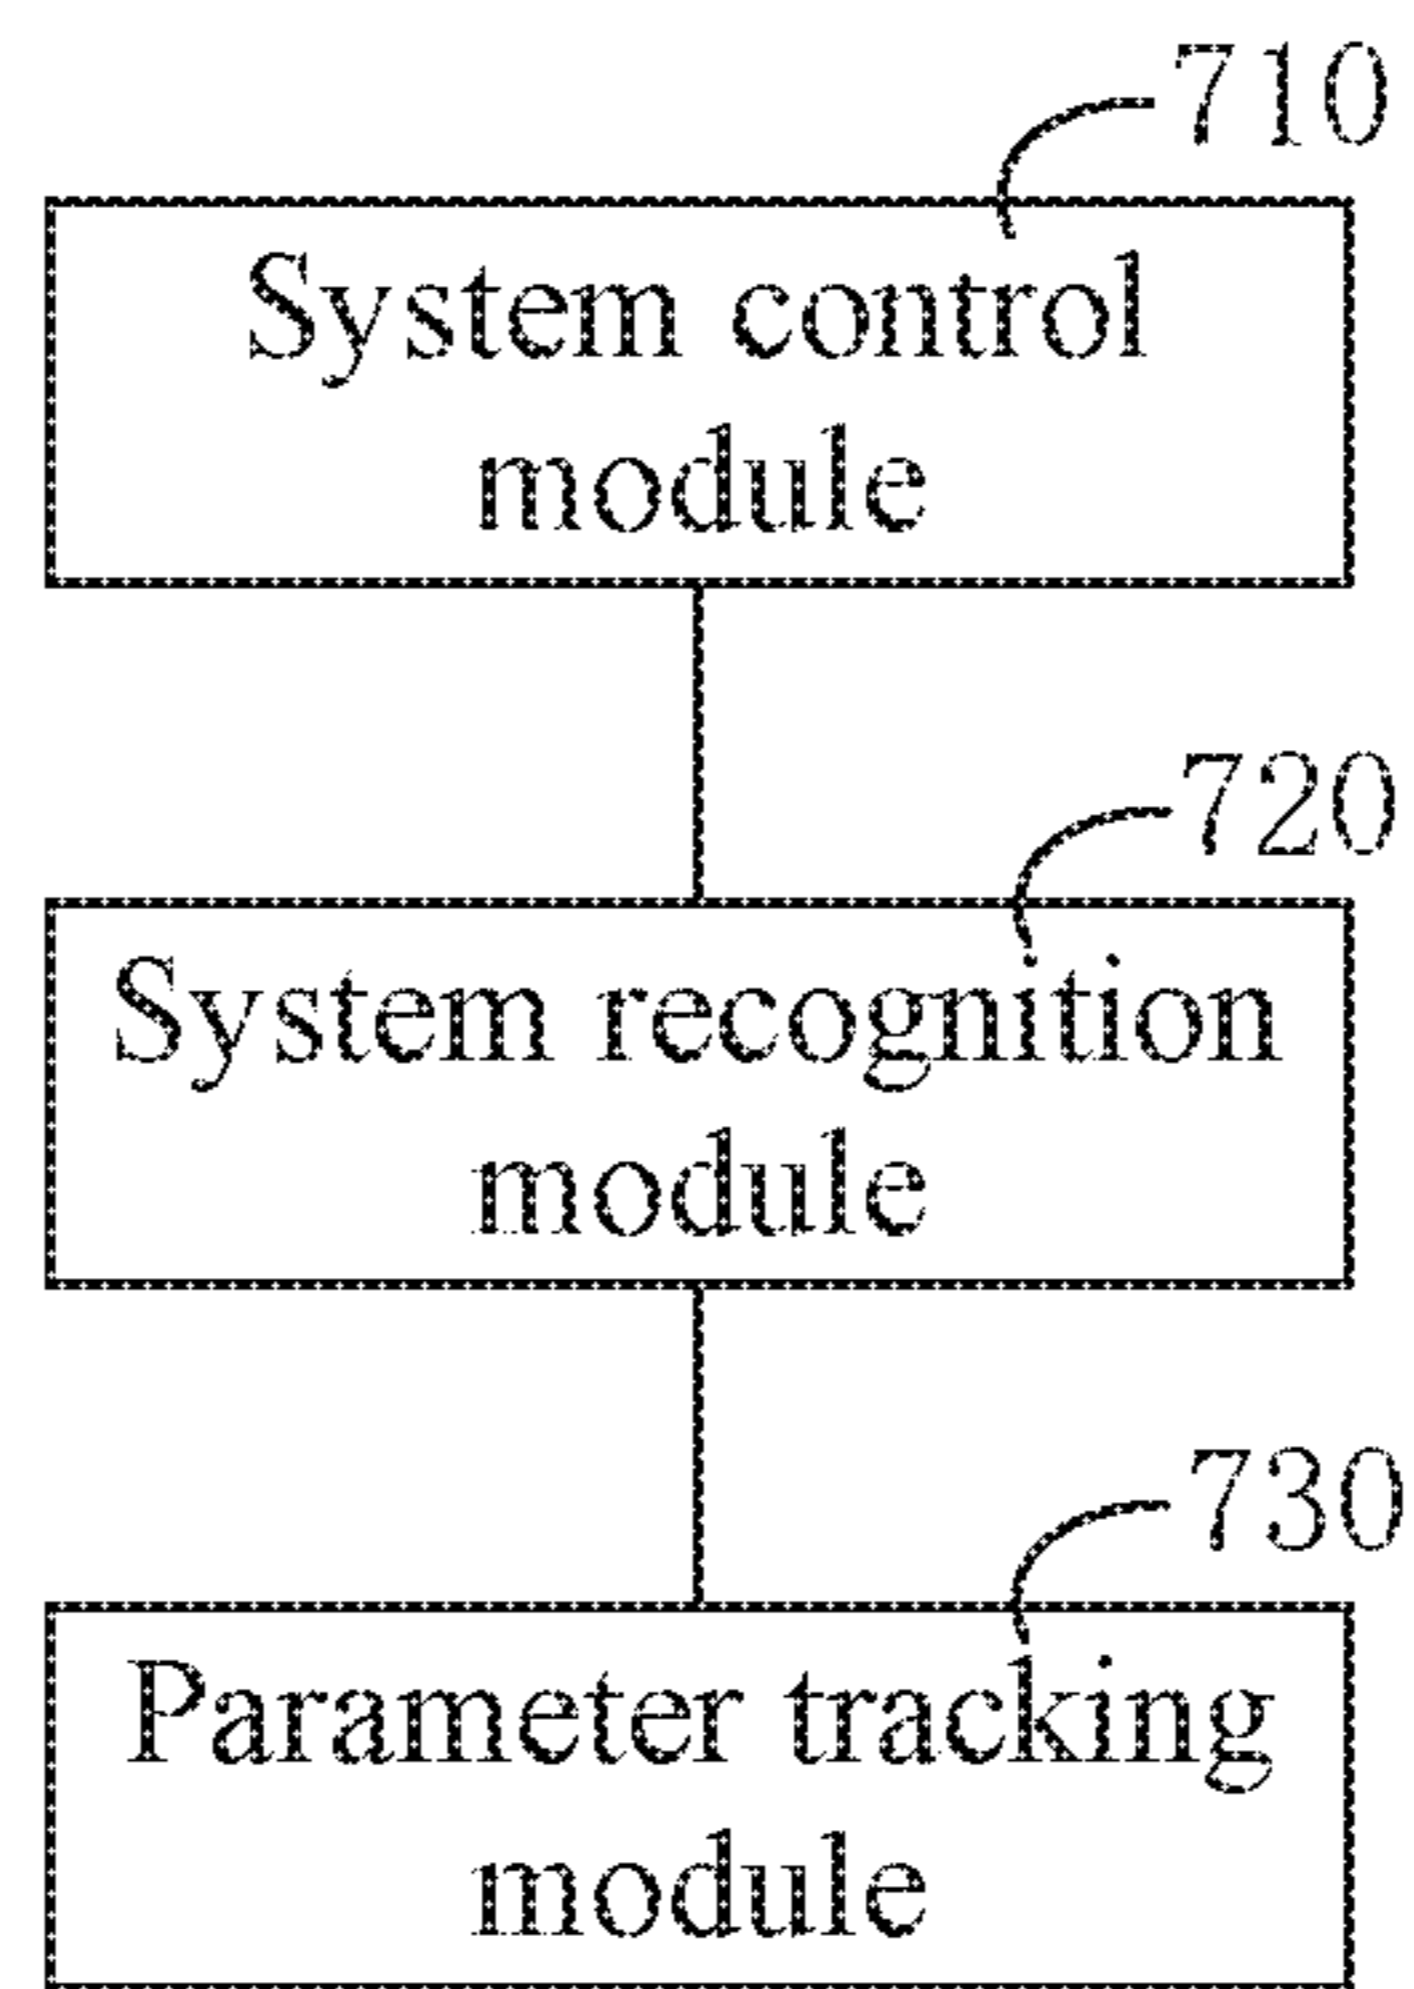 710
System control
module
720
System recognition
module
730
Parameter tracking
module